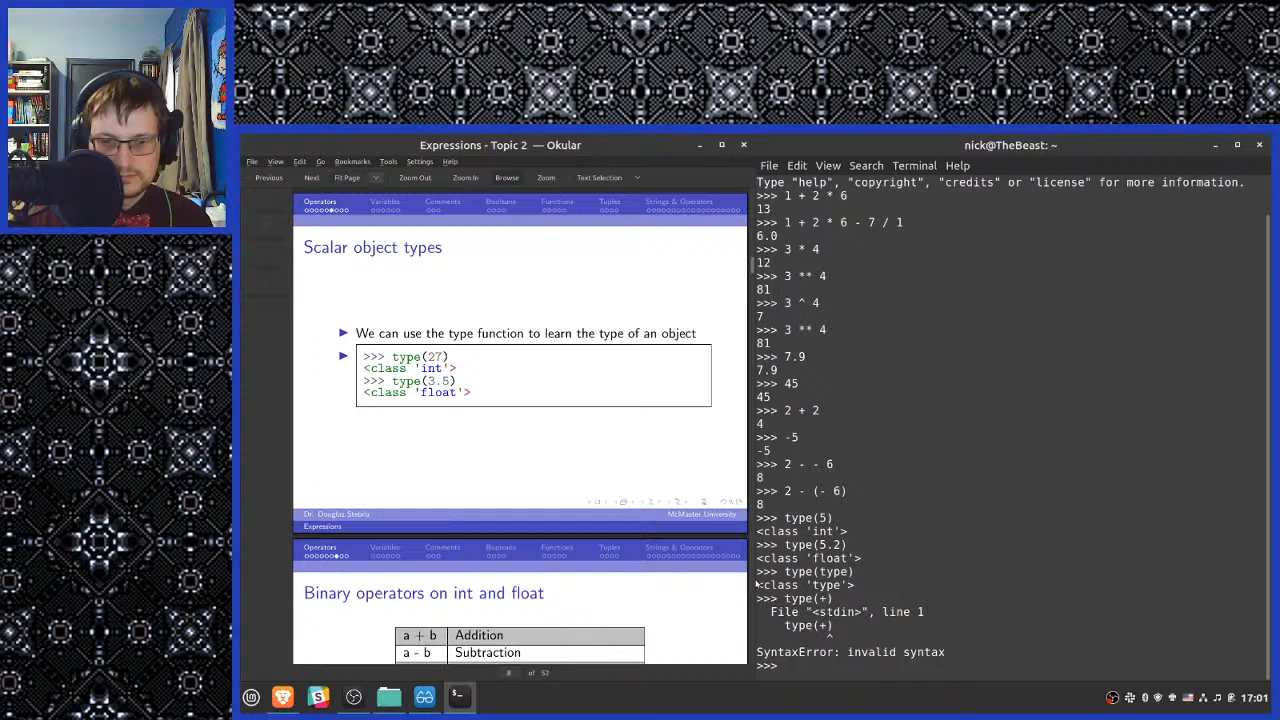 Expressions - Topic 2 — Okular
File View Edit Go Bookmarks Tools Settings Help
Previous Next Fit Page Zoom Out Zoom In Browse Zoom Text Selection
Operators Variables Comments Booleans Functions Tuples Strings & Operators
Scalar object types
We can use the type function to learn the type of an object
>>> type(27)
<class 'int'>
>>> type(3.5)
<class 'float'>
Dr. Douglas Stebila McMaster University
Expressions
Operators Variables Comments Booleans Functions Tuples Strings & Operators
Binary operators on int and float
a + b Addition
a - b Subtraction
8 of 52
nick@TheBeast: ~
File Edit View Search Terminal Help
Type "help", "copyright", "credits" or "license" for more information.
>>> 1 + 2 * 6
13
>>> 1 + 2 * 6 - 7 / 1
6.0
>>> 3 * 4
12
>>> 3 ** 4
81
>>> 3 ^ 4
7
>>> 3 ** 4
81
>>> 7.9
7.9
>>> 45
45
>>> 2 + 2
4
>>> -5
-5
>>> 2 - - 6
8
>>> 2 - (- 6)
8
>>> type(5)
<class 'int'>
>>> type(5.2)
<class 'float'>
>>> type(type)
<class 'type'>
>>> type(+)
File "<stdin>", line 1
type(+)
^
SyntaxError: invalid syntax
>>>
17:01